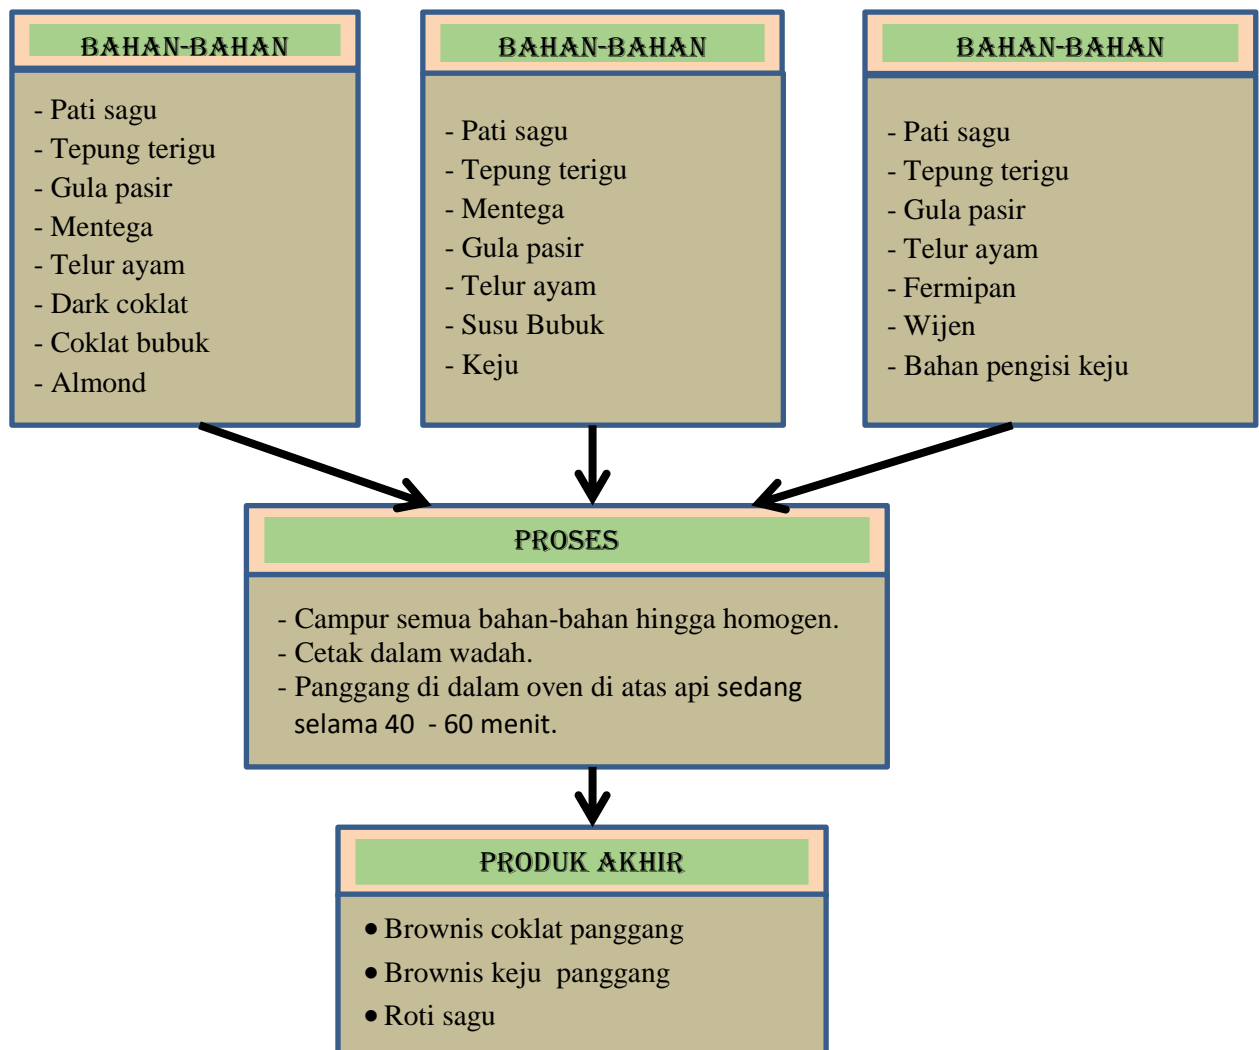 BAHAN-BAHAN
- Pati sagu
- Tepung terigu
- Gula pasir
- Mentega
- Telur ayam
- Dark coklat
- Coklat bubuk
- Almond
BAHAN-BAHAN
- Pati sagu
- Tepung terigu
- Mentega
- Gula pasir
- Telur ayam
- Susu Bubuk
- Keju
BAHAN-BAHAN
- Pati sagu
- Tepung terigu
- Gula pasir
- Telur ayam
- Fermipan
- Wijen
- Bahan pengisi keju
PROSES
- Campur semua bahan-bahan hingga homogen.
- Cetak dalam wadah.
- Panggang di dalam oven di atas api sedang
selama 40 - 60 menit.
PRODUK AKHIR
• Brownis coklat panggang
• Brownis keju panggang
• Roti sagu